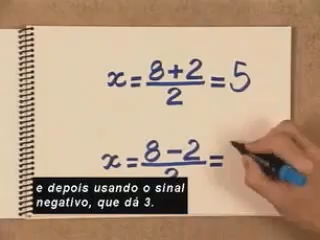 x = 8+2/2 = 5
x = 8-2/2 =
e depois usando o sinal
negativo, que dá 3.